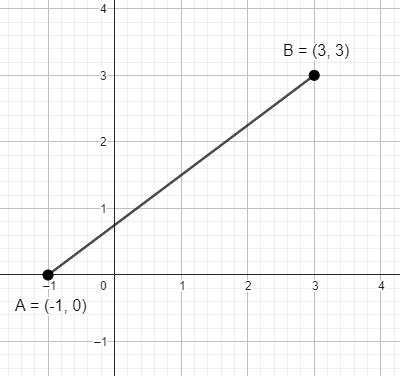 4
B = (3, 3)
3
2
1
−1 0 1 2 3 4
A = (-1, 0)
−1